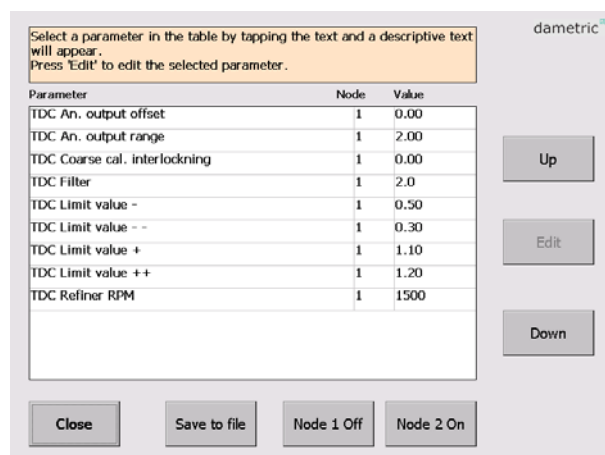 dametric
Select a parameter in the table by tapping the text and a descriptive text
will appear.
Press 'Edit' to edit the selected parameter.
Parameter Node Value
TDC An. output offset 1 0.00
TDC An. output range 1 2.00
TDC Coarse cal. interlockning 1 0.00
TDC Filter 1 2.0
TDC Limit value - 1 0.50
TDC Limit value - - 1 0.30
TDC Limit value + 1 1.10
TDC Limit value ++ 1 1.20
TDC Refiner RPM 1 1500
Up
Edit
Down
Close Save to file Node 1 Off Node 2 On